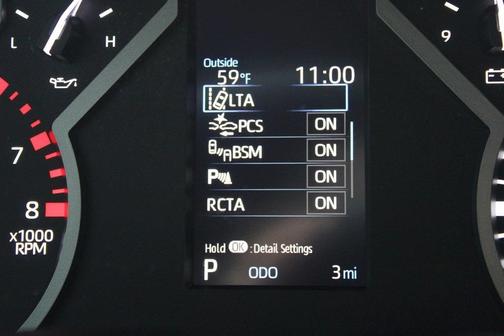 Outside
59°F 11:00
L H
LTA
PCS ON
BSM ON
P ON
RCTA ON
7
8
x1000
RPM
9
Hold OK : Detail Settings
P ODO 3 mi